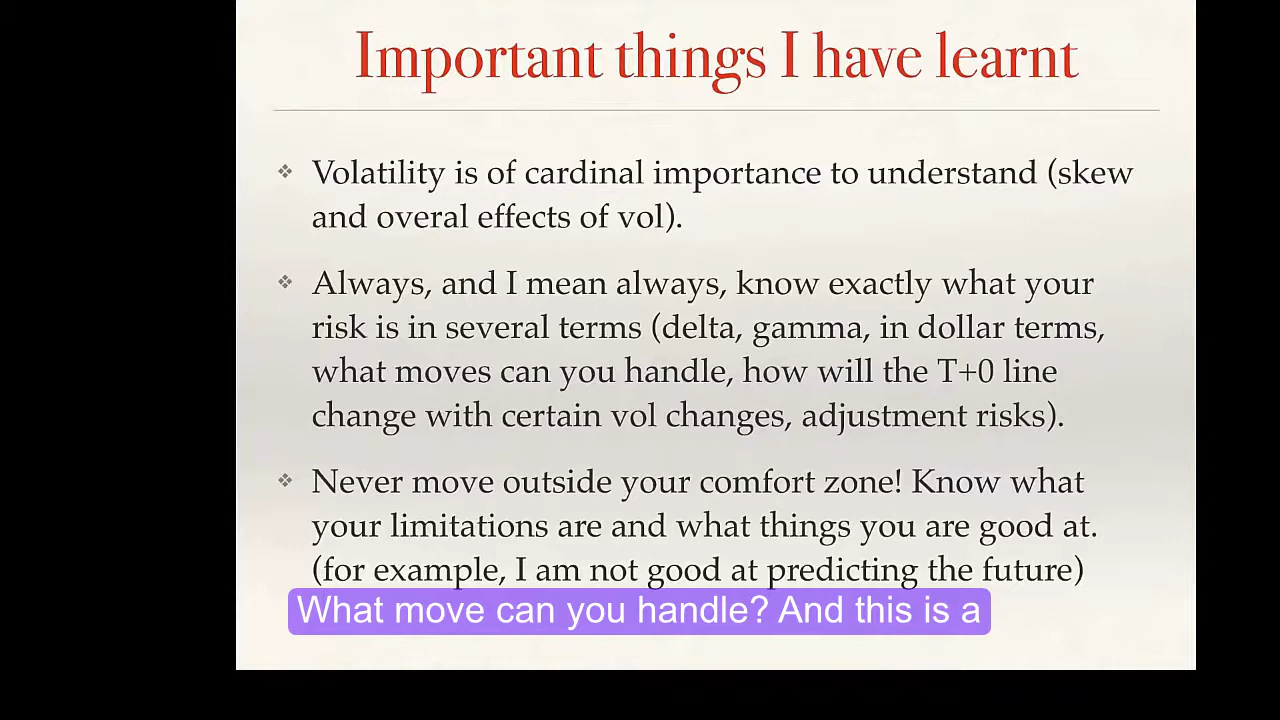 Important things I have learnt
❖ Volatility is of cardinal importance to understand (skew
and overal effects of vol).
❖ Always, and I mean always, know exactly what your
risk is in several terms (delta, gamma, in dollar terms,
what moves can you handle, how will the T+0 line
change with certain vol changes, adjustment risks).
❖ Never move outside your comfort zone! Know what
your limitations are and what things you are good at.
(for example, I am not good at predicting the future)
What move can you handle? And this is a